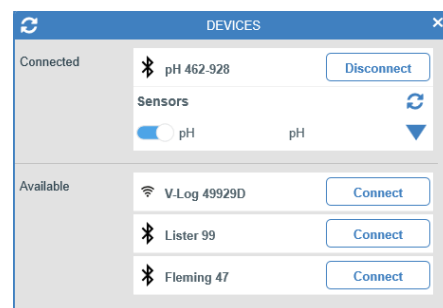 DEVICES
Connected
pH 462-928
Disconnect
Sensors
pH pH
Available
V-Log 49929D
Connect
Lister 99
Connect
Fleming 47
Connect